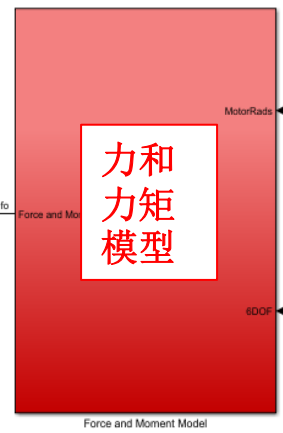 MotorRads
力和
力矩
模型
fo
Force and Mo
6DOF
Force and Moment Model